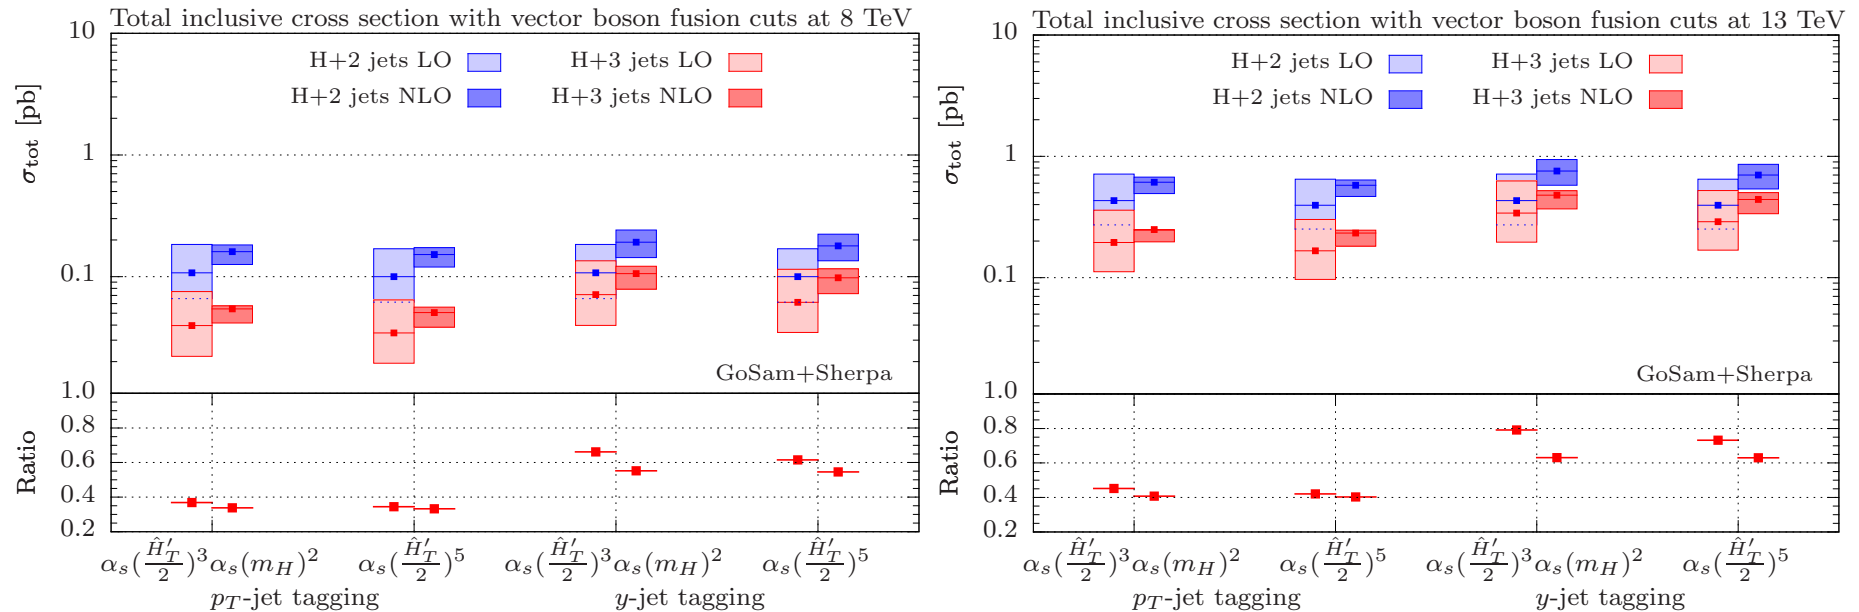 Total inclusive cross section with vector boson fusion cuts at 8 TeV
10
H+2 jets LO
H+3 jets LO
H+2 jets NLO
H+3 jets NLO
σtot [pb]
1
0.1
GoSam+Sherpa
1.0
0.8
0.6
0.4
0.2
Ratio
αs(Ĥ′T/2)³αs(mH)²
αs(Ĥ′T/2)⁵
αs(Ĥ′T/2)³αs(mH)²
αs(Ĥ′T/2)⁵
pT-jet tagging
y-jet tagging
Total inclusive cross section with vector boson fusion cuts at 13 TeV
10
H+2 jets LO
H+3 jets LO
H+2 jets NLO
H+3 jets NLO
σtot [pb]
1
0.1
GoSam+Sherpa
1.0
0.8
0.6
0.4
0.2
Ratio
αs(Ĥ′T/2)³αs(mH)²
αs(Ĥ′T/2)⁵
αs(Ĥ′T/2)³αs(mH)²
αs(Ĥ′T/2)⁵
pT-jet tagging
y-jet tagging